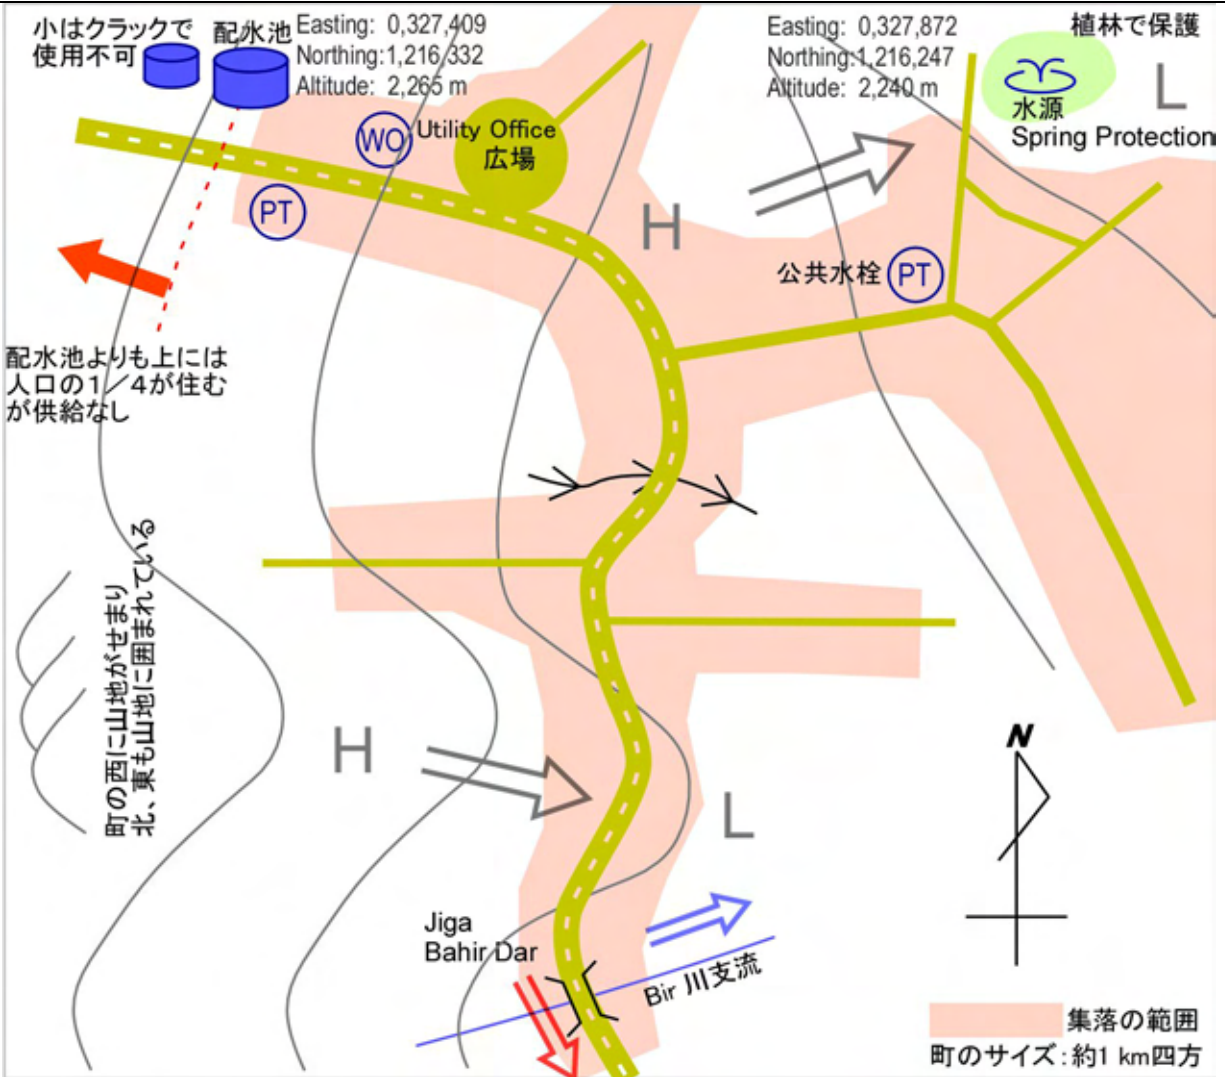 小はクラックで
使用不可
配水池
Easting: 0,327,409
Northing:1,216,332
Altitude: 2,265 m
Easting: 0,327,872
Northing:1,216,247
Altitude: 2,240 m
植林で保護
L
水源
Spring Protection
WO
Utility Office
広場
PT
H
公共水栓
PT
配水池よりも上には
人口の1/4が住む
が供給なし
町の西に山地がせまり
北、東も山地に囲まれている
H
L
N
Jiga
Bahir Dar
Bir 川支流
集落の範囲
町のサイズ:約1 km四方